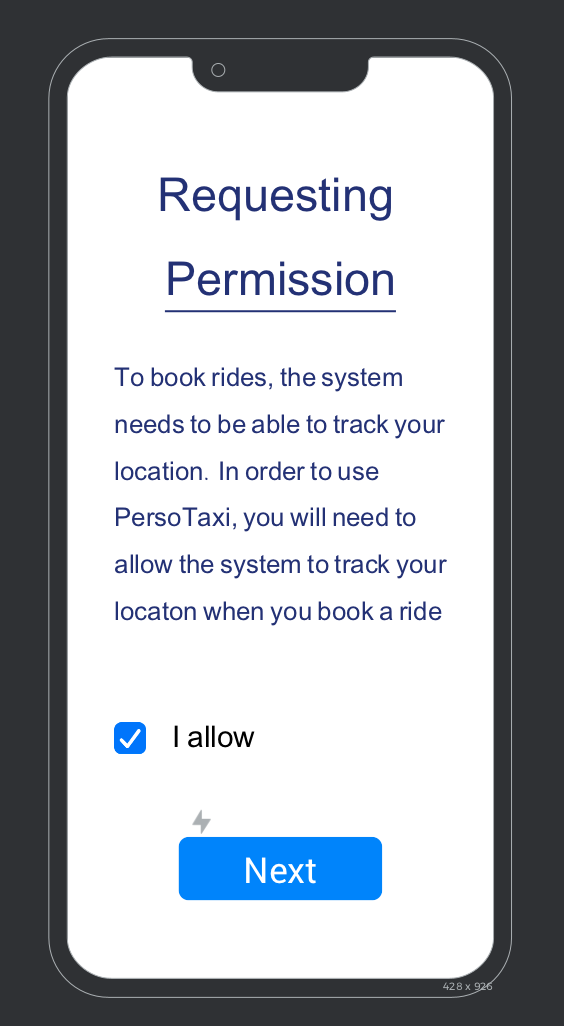 Requesting
Permission
To book rides, the system
needs to be able to track your
location. In order to use
PersoTaxi, you will need to
allow the system to track your
locaton when you book a ride
I allow
Next
428 x 926